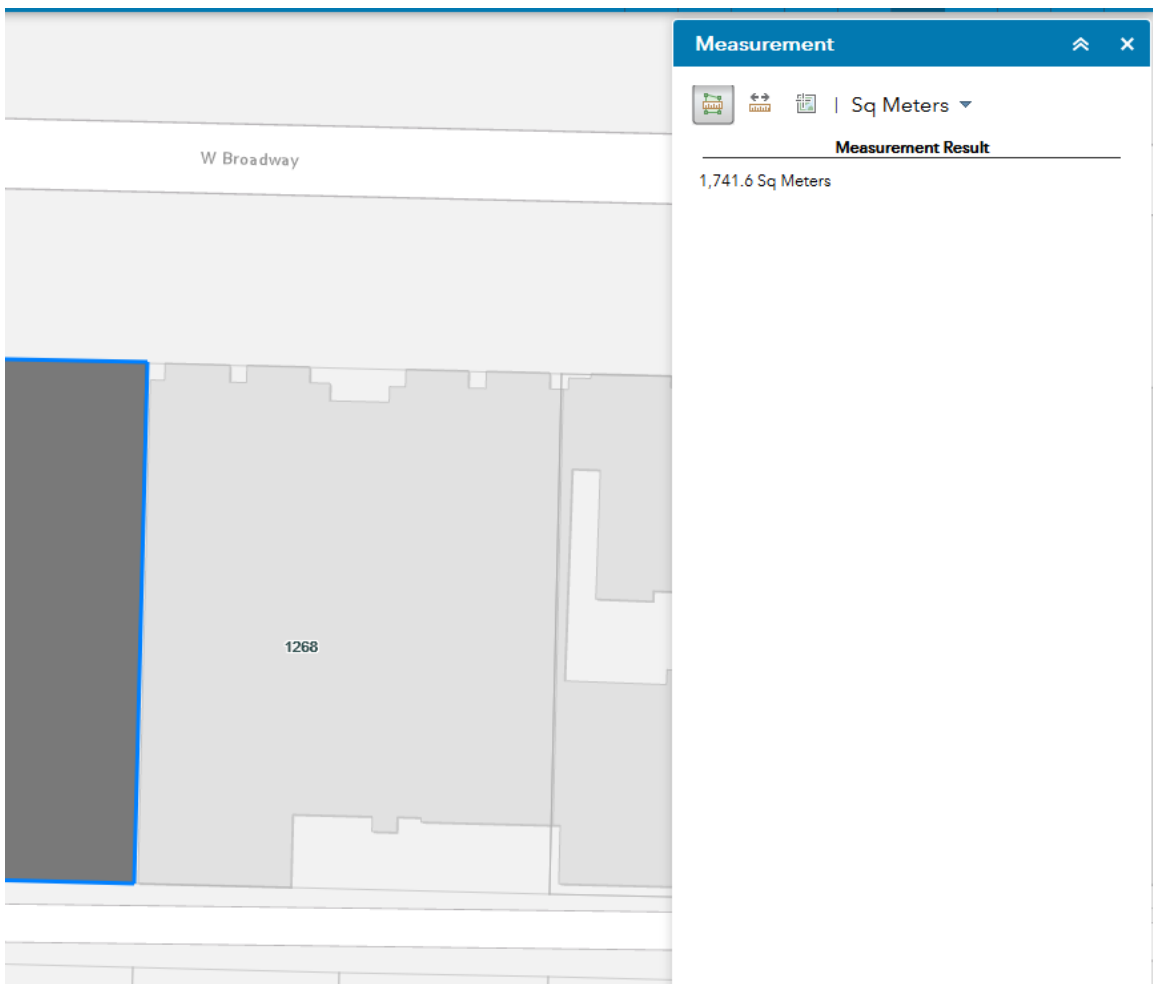 Measurement
Sq Meters
Measurement Result
1,741.6 Sq Meters
W Broadway
1268